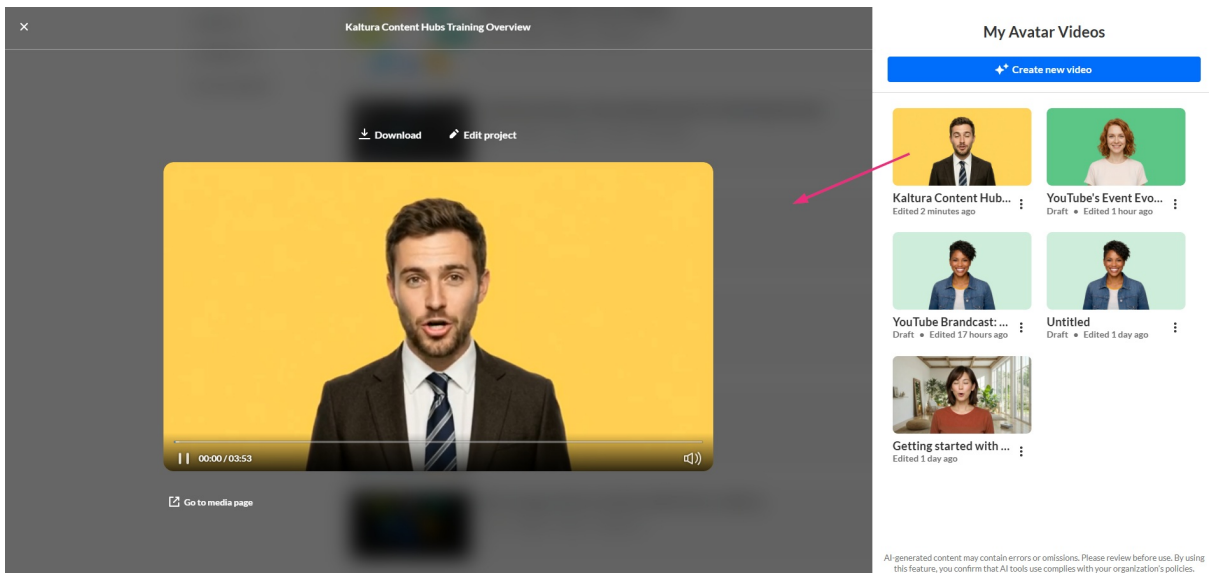 Kaltura Content Hubs Training Overview
Download
Edit project
00:00 / 03:53
Go to media page
My Avatar Videos
Create new video
Kaltura Content Hub...
Edited 2 minutes ago
YouTube's Event Evo...
Draft • Edited 1 hour ago
YouTube Brandcast: ...
Draft • Edited 17 hours ago
Untitled
Draft • Edited 1 day ago
Getting started with ...
Edited 1 day ago
AI-generated content may contain errors or omissions. Please review before use. By using
this feature, you confirm that AI tools use complies with your organization's policies.